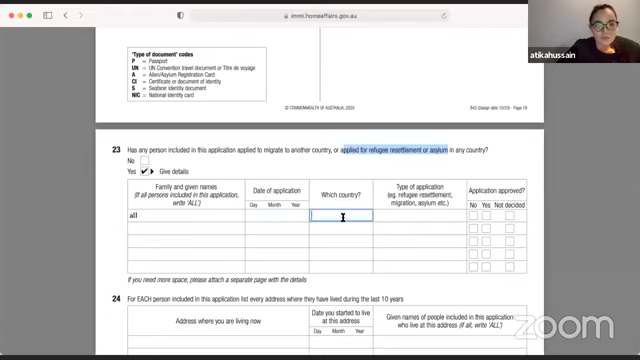 immi.homeaffairs.gov.au
atikahussain
'Type of document' codes
P = Passport
UN = UN Convention travel document or Titre de voyage
A = Alien/Asylum Registration Card
CI = Certificate or document of identity
S = Seafarer identity document
NIC = National identity card
© COMMONWEALTH OF AUSTRALIA, 2020
23 Has any person included in this application applied to migrate to another country, or applied for refugee resettlement or asylum in any country?
No
Yes Give details
Family and given names
(If all persons included in this application, write 'ALL')
Date of application
Day Month Year
Which country?
Type of application
(eg. refugee resettlement, migration, asylum etc.)
Application approved?
No Yes Not decided
all
If you need more space, please attach a separate page with the details
24 For EACH person included in this application list every address where they have lived during the last 10 years
Address where you are living now
Date you started to live at this address
Day Month Year
Given names of people included in this application who live at this address (if all, write 'ALL')
zoom